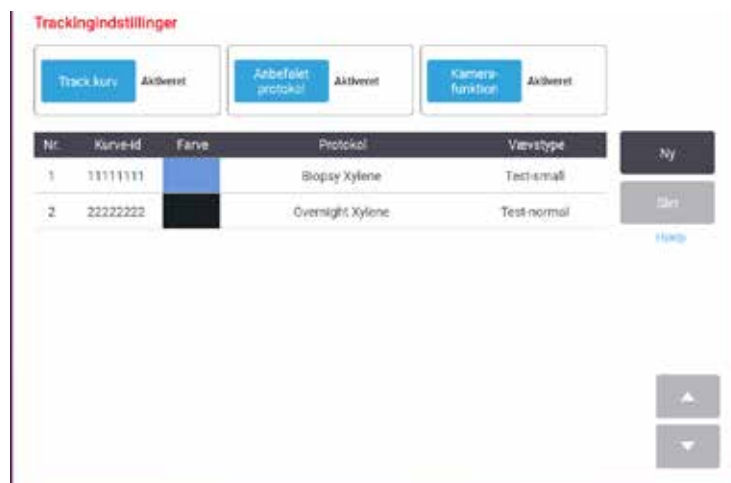 Trackingindstillinger
Track.kurv Aktiveret
Anbefalet protokol Aktiveret
Kamera-funktion Aktiveret
Nr. Kurve-id Farve Protokol Vævstype
1 11111111 Biopsy Xylene Test-small
2 22222222 Overnight Xylene Test-normal
Ny
Slet
Hjælp